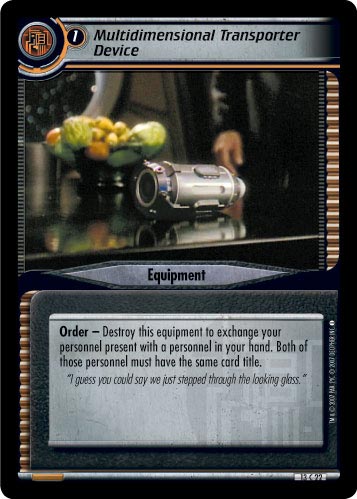 1
Multidimensional Transporter
Device
Equipment
Order – Destroy this equipment to exchange your
personnel present with a personnel in your hand. Both of
those personnel must have the same card title.
"I guess you could say we just stepped through the looking glass."